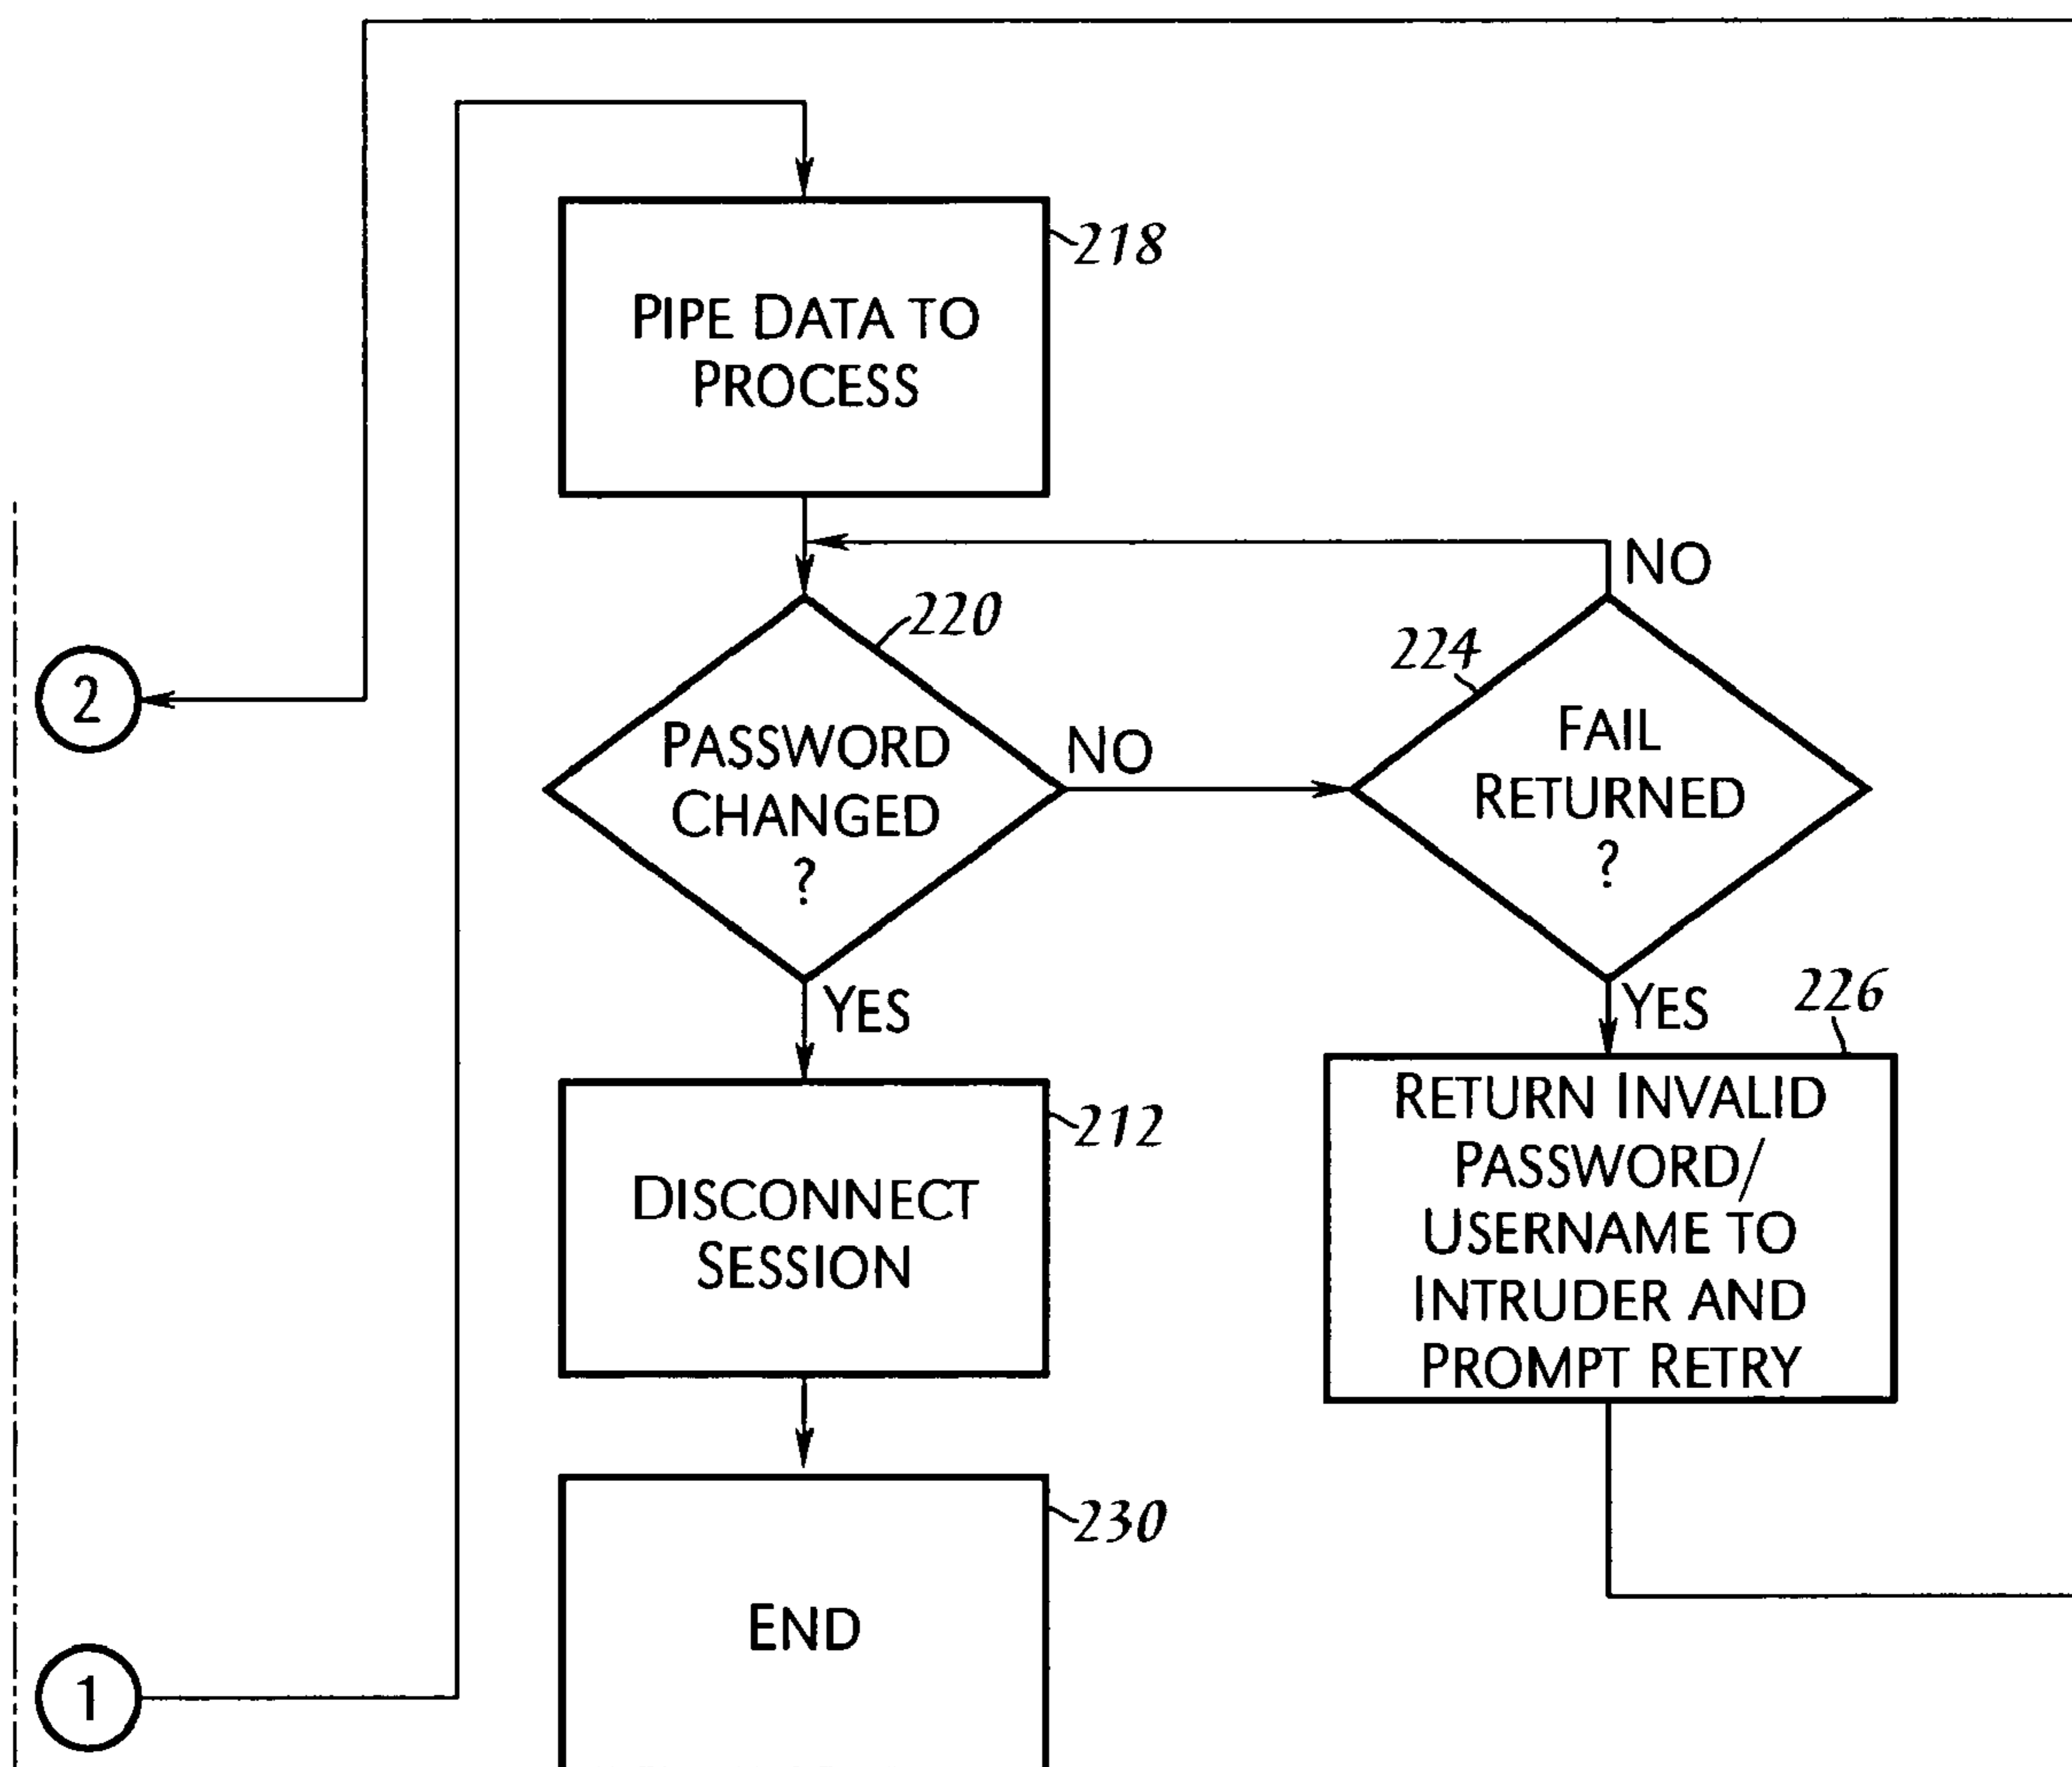 218
PIPE DATA TO
PROCESS
NO
220
224
2
PASSWORD
CHANGED
?
NO
FAIL
RETURNED
?
YES
YES
226
212
DISCONNECT
SESSION
RETURN INVALID
PASSWORD/
USERNAME TO
INTRUDER AND
PROMPT RETRY
230
END
1